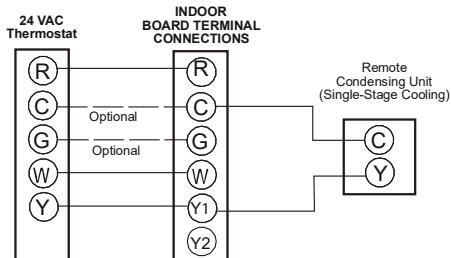 24 VAC
Thermostat
R
C
G
W
Y
Optional
Optional
INDOOR
BOARD TERMINAL
CONNECTIONS
R
C
G
W
Y1
Y2
Remote
Condensing Unit
(Single-Stage Cooling)
C
Y